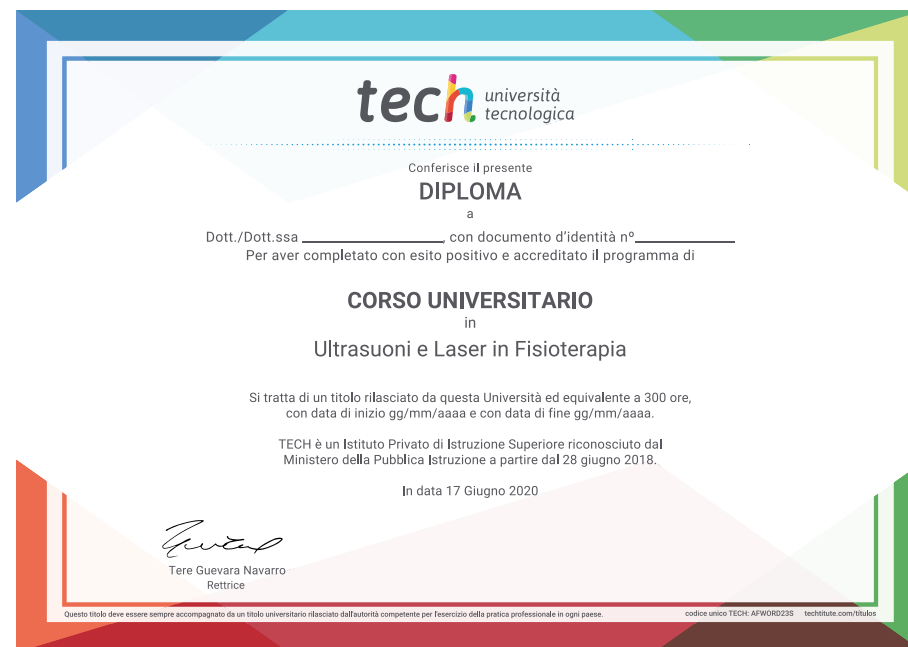 tech università
tecnologica
Conferisce il presente
DIPLOMA
a
Dott./Dott.ssa ____________________, con documento d'identità nº______________
Per aver completato con esito positivo e accreditato il programma di
CORSO UNIVERSITARIO
in
Ultrasuoni e Laser in Fisioterapia
Si tratta di un titolo rilasciato da questa Università ed equivalente a 300 ore,
con data di inizio gg/mm/aaaa e con data di fine gg/mm/aaaa.
TECH è un Istituto Privato di Istruzione Superiore riconosciuto dal
Ministero della Pubblica Istruzione a partire dal 28 giugno 2018.
In data 17 Giugno 2020
Tere Guevara Navarro
Rettrice
Questo titolo deve essere sempre accompagnato da un titolo universitario rilasciato dall'autorità competente per l'esercizio della pratica professionale in ogni paese. codice unico TECH: AFWORD23S techtitute.com/titulos